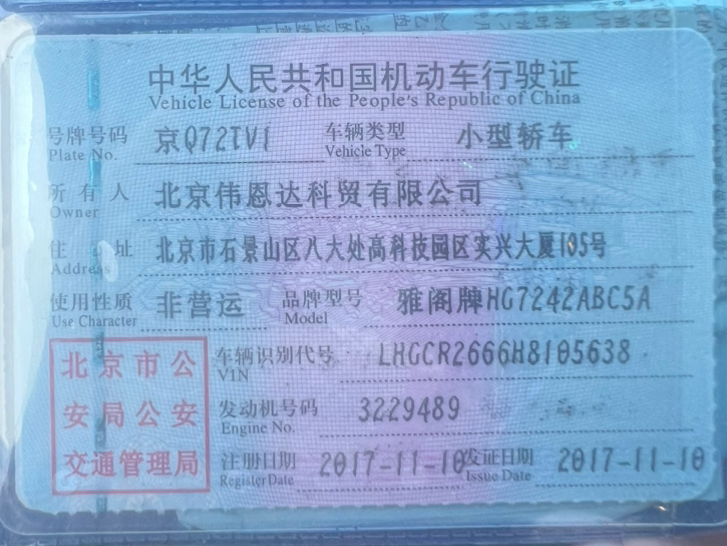 中华人民共和国机动车行驶证
Vehicle License of the People's Republic of China
号牌号码 京Q72TV1 车辆类型 小型轿车
Plate No. Vehicle Type
所有人 北京伟恩达科贸有限公司
Owner
住址 北京市石景山区八大处高科技园区实兴大厦105号
Address
使用性质 非营运 品牌型号 雅阁牌HG7242ABC5A
Use Character Model
北京市公 车辆识别代号 LHGCR2666H8105638
VIN
安局公安 发动机号码 3229489
Engine No.
交通管理局 注册日期 2017-11-10 发证日期 2017-11-10
Register Date Issue Date